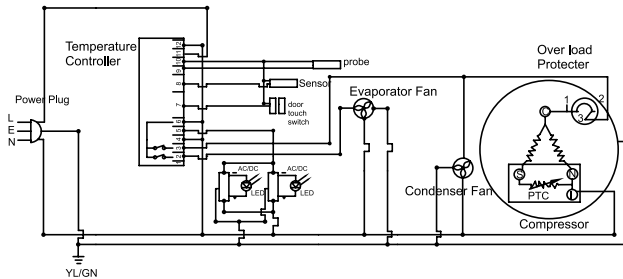 Temperature
Controller
12
11
10
9
8
7
6
5
4
3
2
probe
Sensor
door
touch
switch
Evaporator Fan
Over load
Protecter
1
2
3
C
Power Plug
L
E
N
AC/DC
LED
AC/DC
LED
Condenser Fan
S
PTC
Compressor
YL/GN